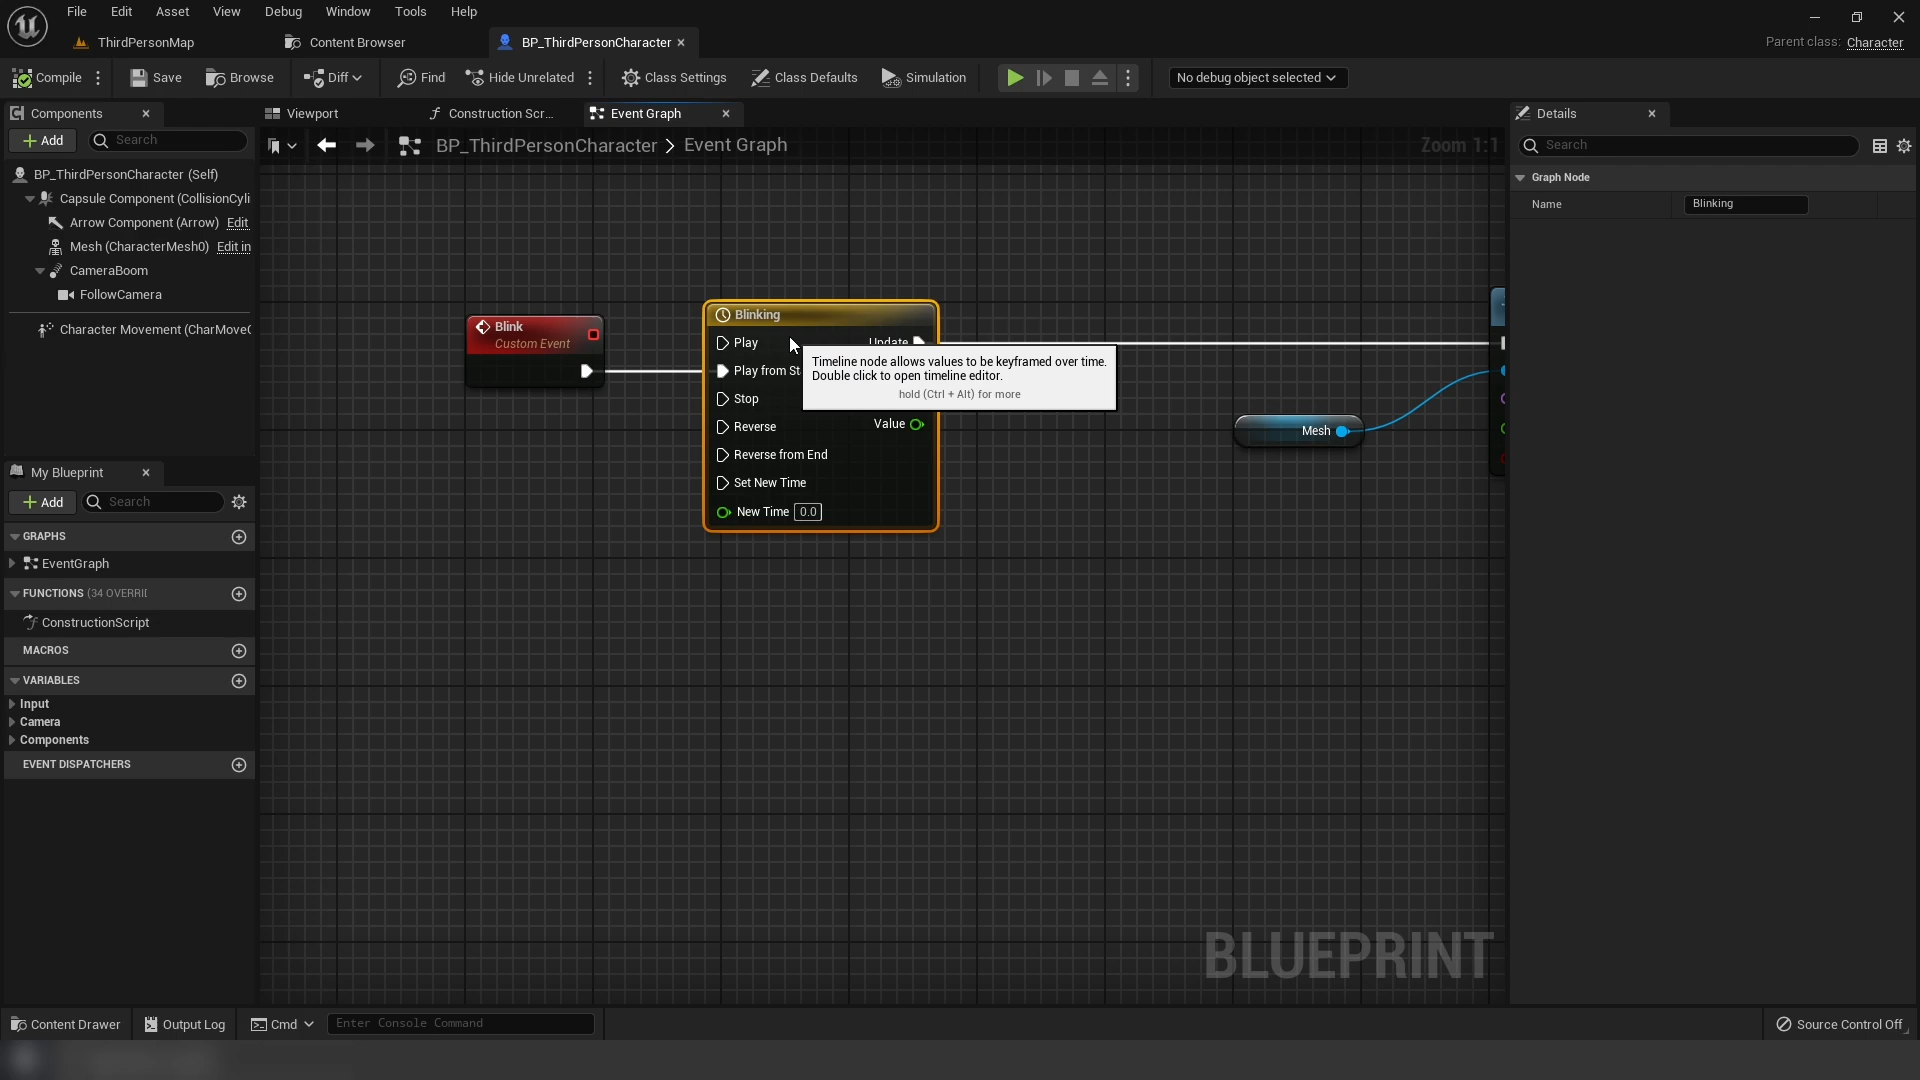 File Edit Asset View Debug Window Tools Help
ThirdPersonMap Content Browser BP_ThirdPersonCharacter
Parent class: Character
Compile Save Browse Diff Find Hide Unrelated Class Settings Class Defaults Simulation No debug object selected
Components
Add Search
BP_ThirdPersonCharacter (Self)
Capsule Component (CollisionCyli
Arrow Component (Arrow) Edit
Mesh (CharacterMesh0) Edit in
CameraBoom
FollowCamera
Character Movement (CharMoveC
My Blueprint
Add Search
GRAPHS
EventGraph
FUNCTIONS (34 OVERRI
ConstructionScript
MACROS
VARIABLES
Input
Camera
Components
EVENT DISPATCHERS
Viewport Construction Scr... Event Graph
BP_ThirdPersonCharacter > Event Graph Zoom 1:1
Blink
Custom Event
Blinking
Play Update
Play from St
Stop
Reverse
Value
Reverse from End
Set New Time
New Time 0.0
Timeline node allows values to be keyframed over time.
Double click to open timeline editor.
hold (Ctrl + Alt) for more
Mesh
BLUEPRINT
Details
Search
Graph Node
Name Blinking
Content Drawer Output Log Cmd Enter Console Command Source Control Off